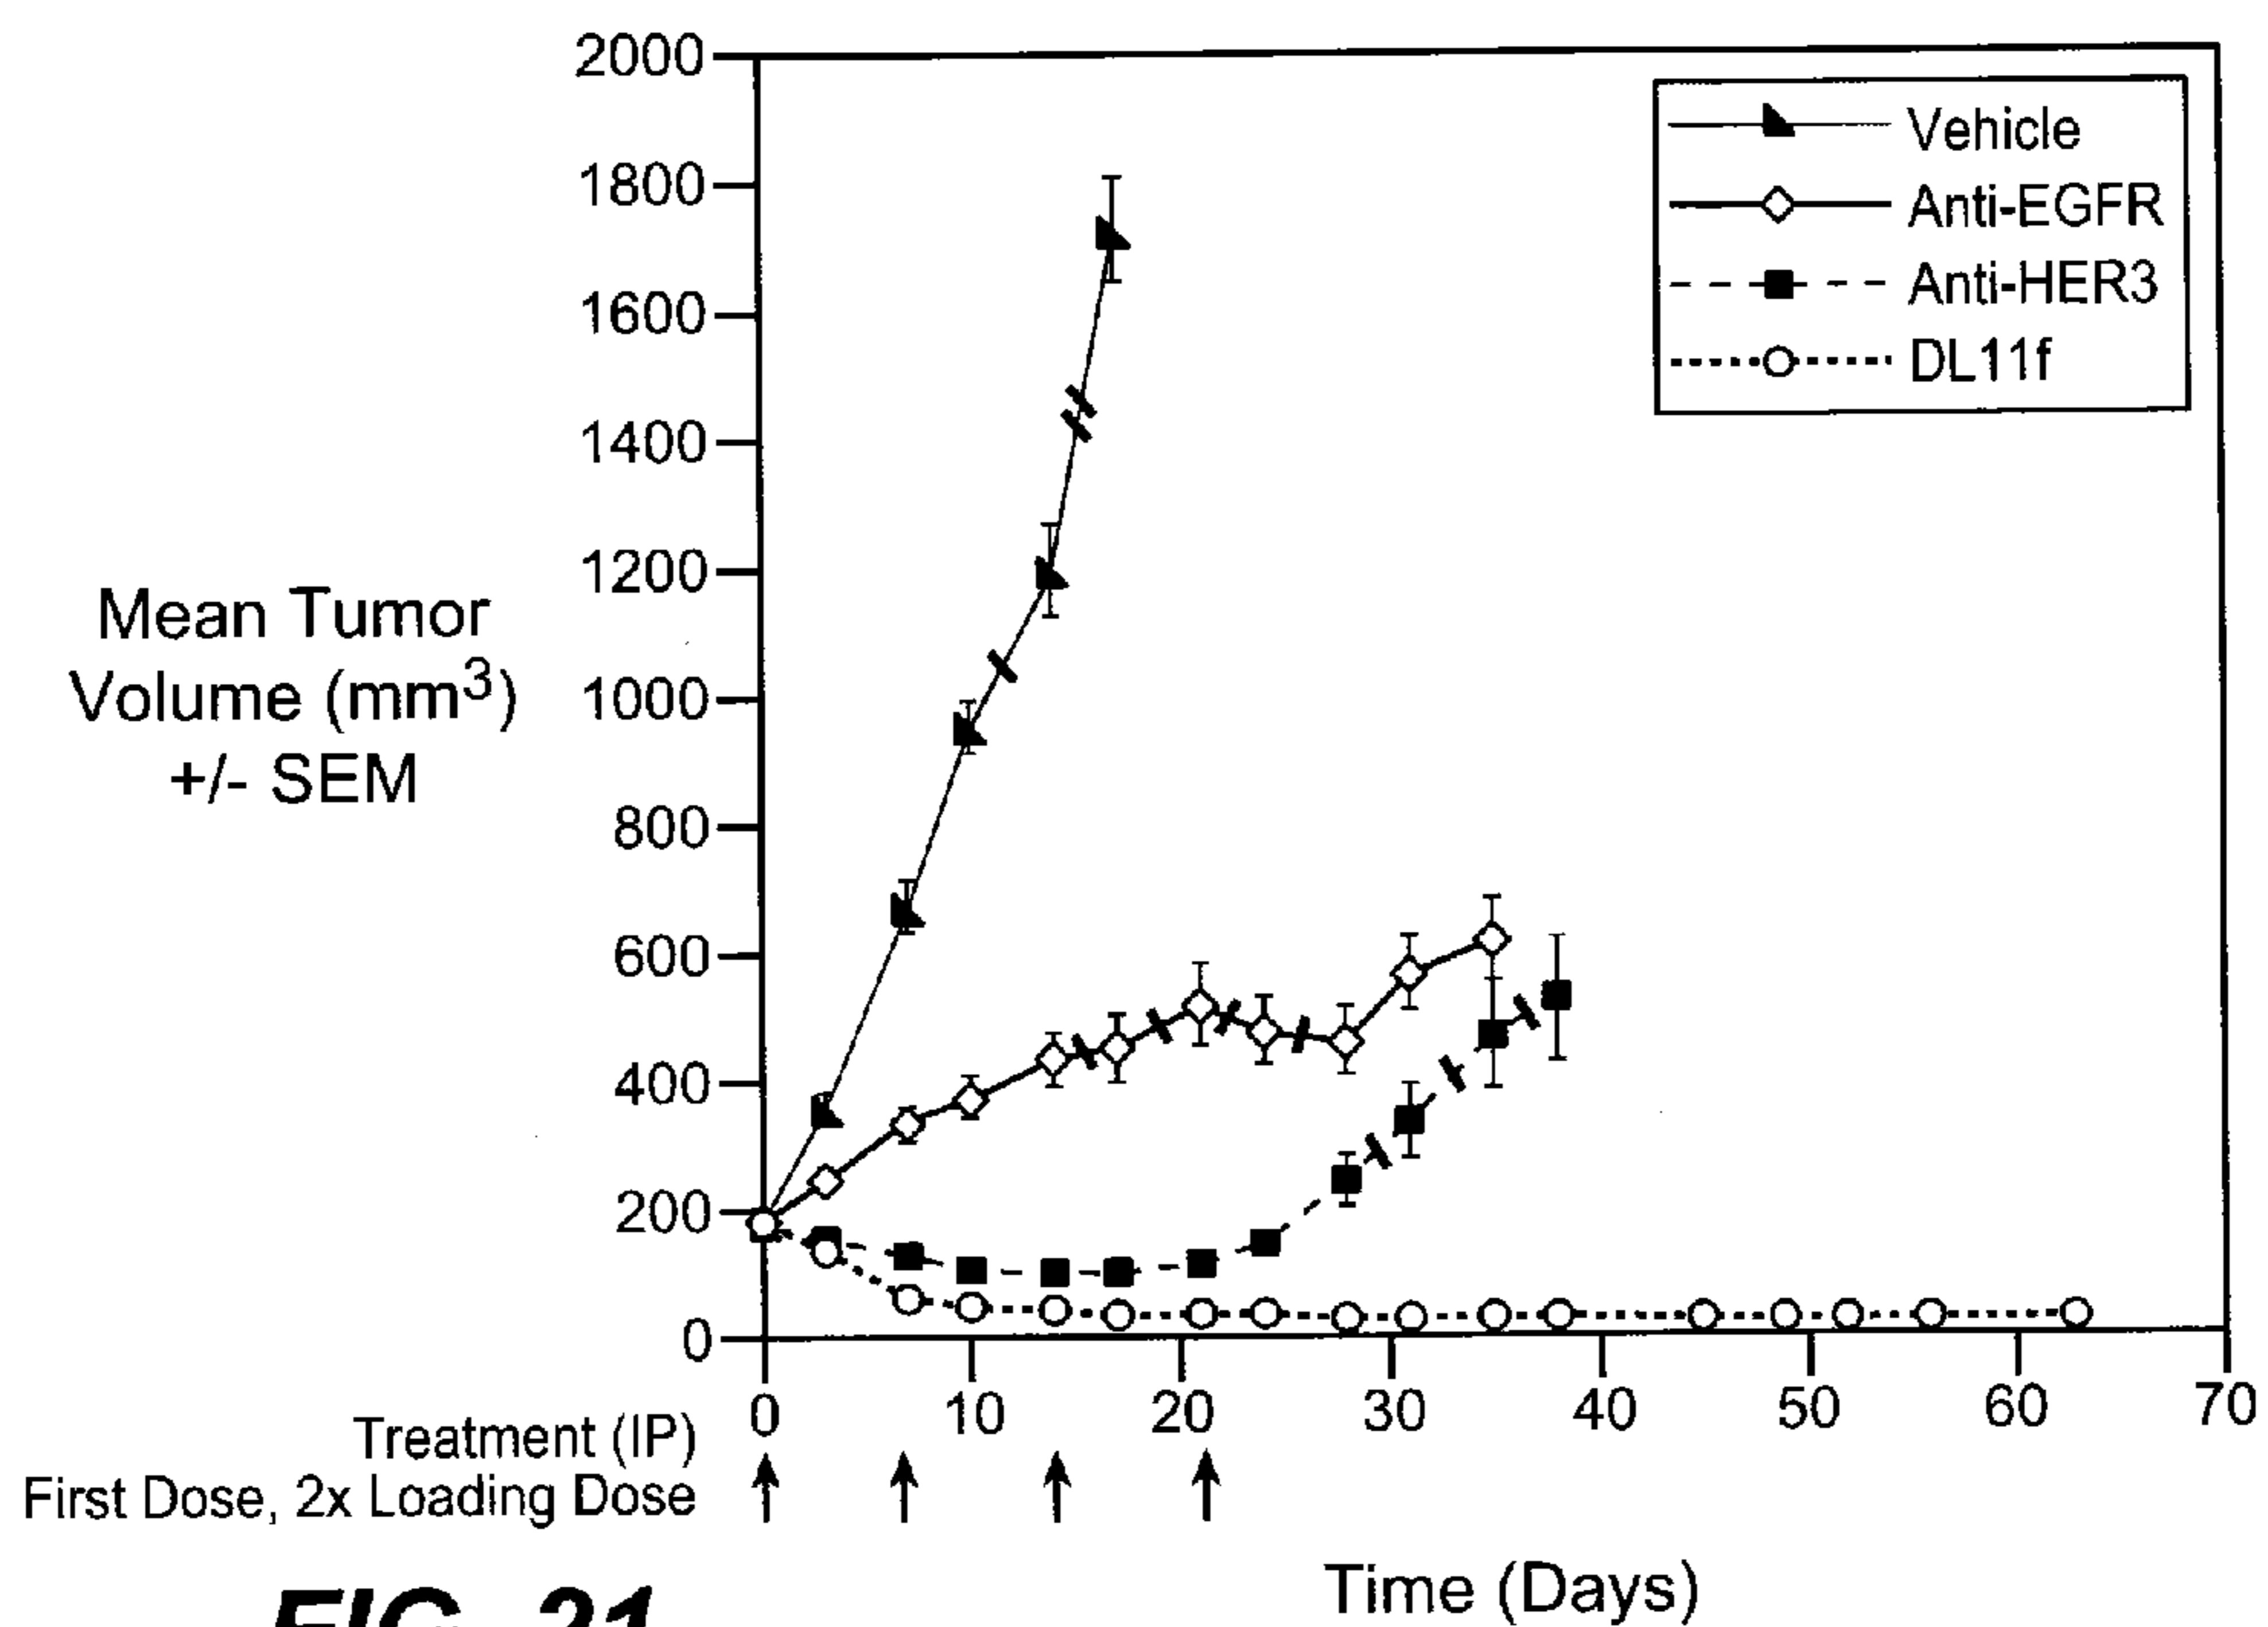 2000
1800
1600
1400
1200
1000
800
600
400
200
0
Mean Tumor
Volume (mm³)
+/- SEM
Vehicle
Anti-EGFR
Anti-HER3
DL11f
0 10 20 30 40 50 60 70
Treatment (IP)
First Dose, 2x Loading Dose
Time (Days)
FIG. 21